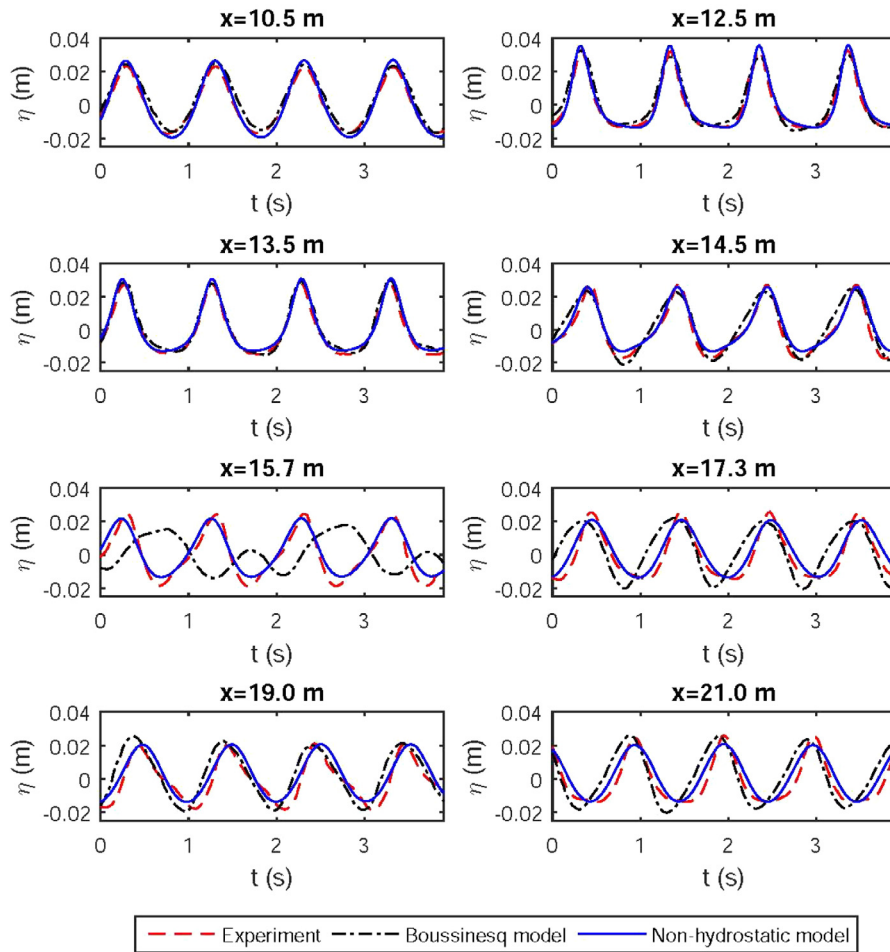 x=10.5 m
x=12.5 m
0.04
0.02
0
-0.02
η (m)
0 1 2 3
t (s)
0.04
0.02
0
-0.02
η (m)
0 1 2 3
t (s)
x=13.5 m
x=14.5 m
0.04
0.02
0
-0.02
η (m)
0 1 2 3
t (s)
0.04
0.02
0
-0.02
η (m)
0 1 2 3
t (s)
x=15.7 m
x=17.3 m
0.04
0.02
0
-0.02
η (m)
0 1 2 3
t (s)
0.04
0.02
0
-0.02
η (m)
0 1 2 3
t (s)
x=19.0 m
x=21.0 m
0.04
0.02
0
-0.02
η (m)
0 1 2 3
t (s)
0.04
0.02
0
-0.02
η (m)
0 1 2 3
t (s)
Experiment Boussinesq model Non-hydrostatic model